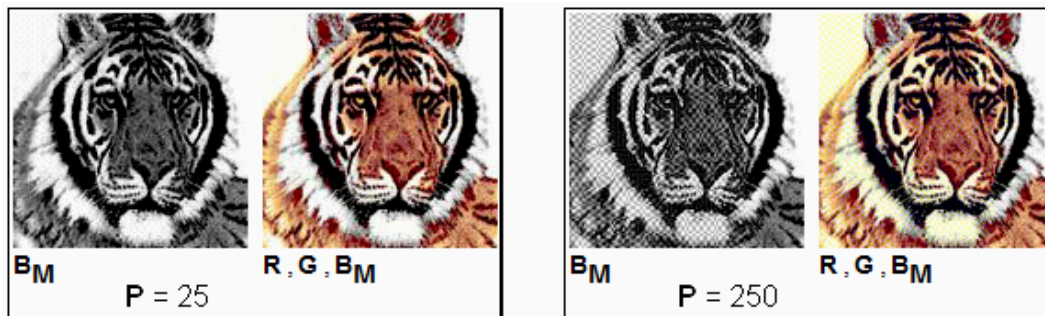 B_M R , G , B_M
P = 25
B_M R , G , B_M
P = 250